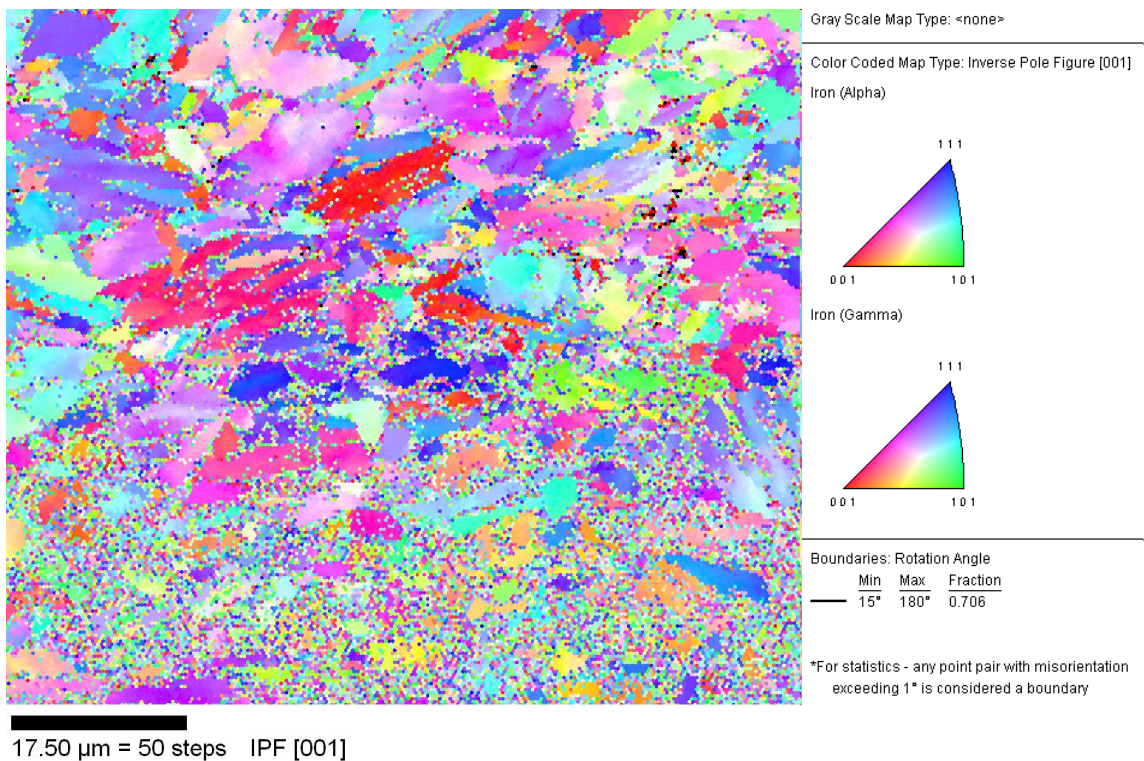 Gray Scale Map Type: <none>
Color Coded Map Type: Inverse Pole Figure [001]
Iron (Alpha)
1 1 1
0 0 1 1 0 1
Iron (Gamma)
1 1 1
0 0 1 1 0 1
Boundaries: Rotation Angle
Min Max Fraction
15° 180° 0.706
*For statistics - any point pair with misorientation
exceeding 1° is considered a boundary
17.50 µm = 50 steps IPF [001]